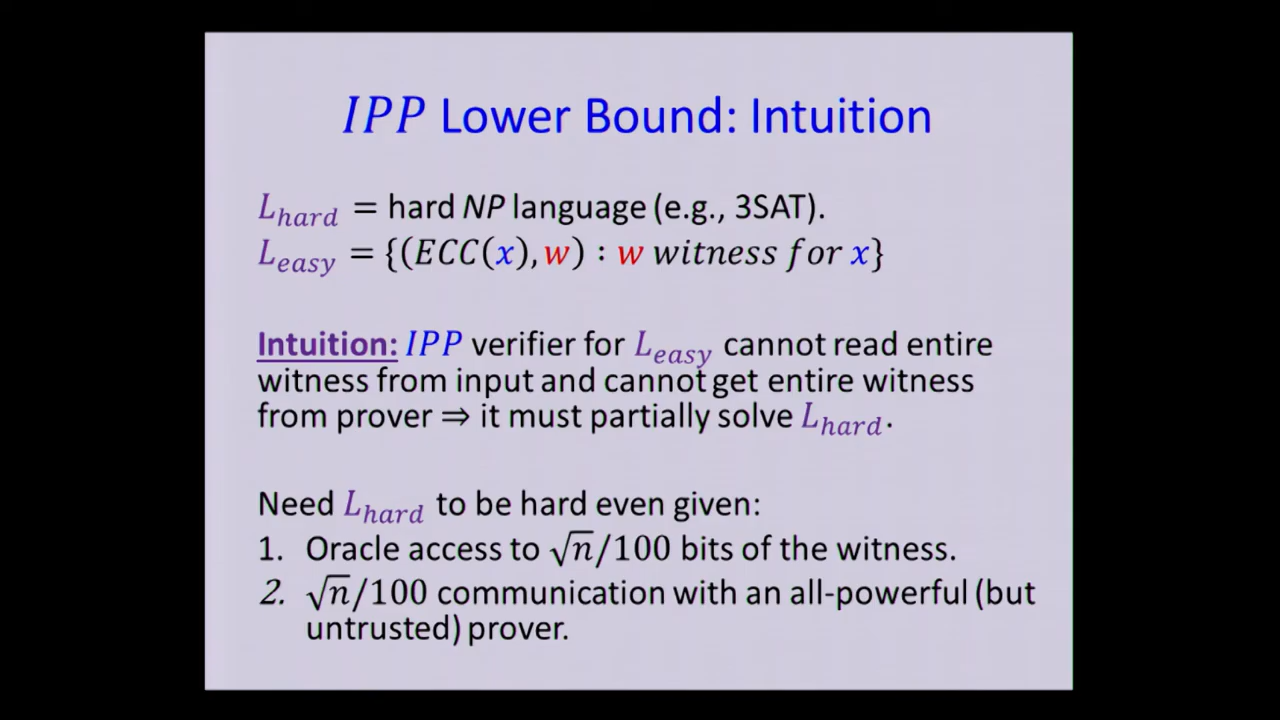 IPP Lower Bound: Intuition
L_hard = hard NP language (e.g., 3SAT).
L_easy = {(ECC(x), w) : w witness for x}
Intuition: IPP verifier for L_easy cannot read entire
witness from input and cannot get entire witness
from prover ⇒ it must partially solve L_hard.
Need L_hard to be hard even given:
1. Oracle access to √n/100 bits of the witness.
2. √n/100 communication with an all-powerful (but
untrusted) prover.